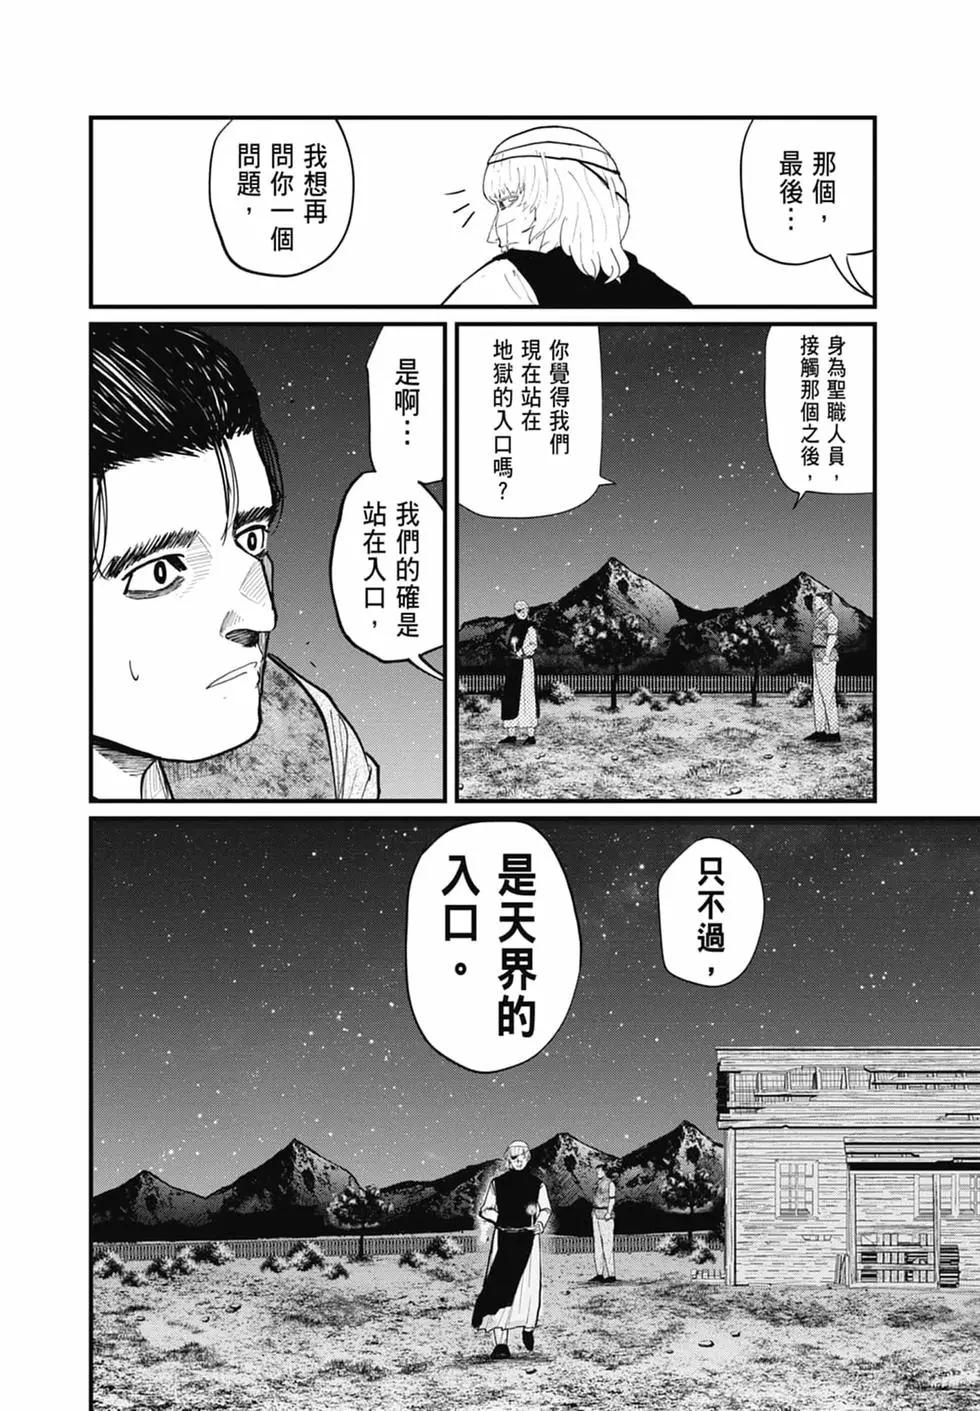 那個，
最後⋯
我想再
問你一個
問題，
身為聖職人員，
接觸那個之後，
你覺得我們
現在站在
地獄的入口嗎？
是啊⋯
我們的確是
站在入口，
只不過，
是天界的
入口。